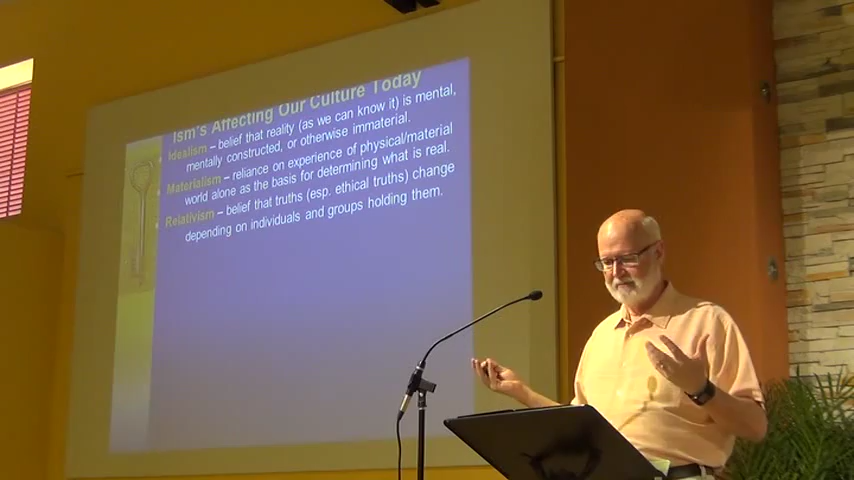 Ism's Affecting Our Culture Today
Idealism – belief that reality (as we can know it) is mental,
mentally constructed, or otherwise immaterial.
Materialism – reliance on experience of physical/material
world alone as the basis for determining what is real.
Relativism – belief that truths (esp. ethical truths) change
depending on individuals and groups holding them.